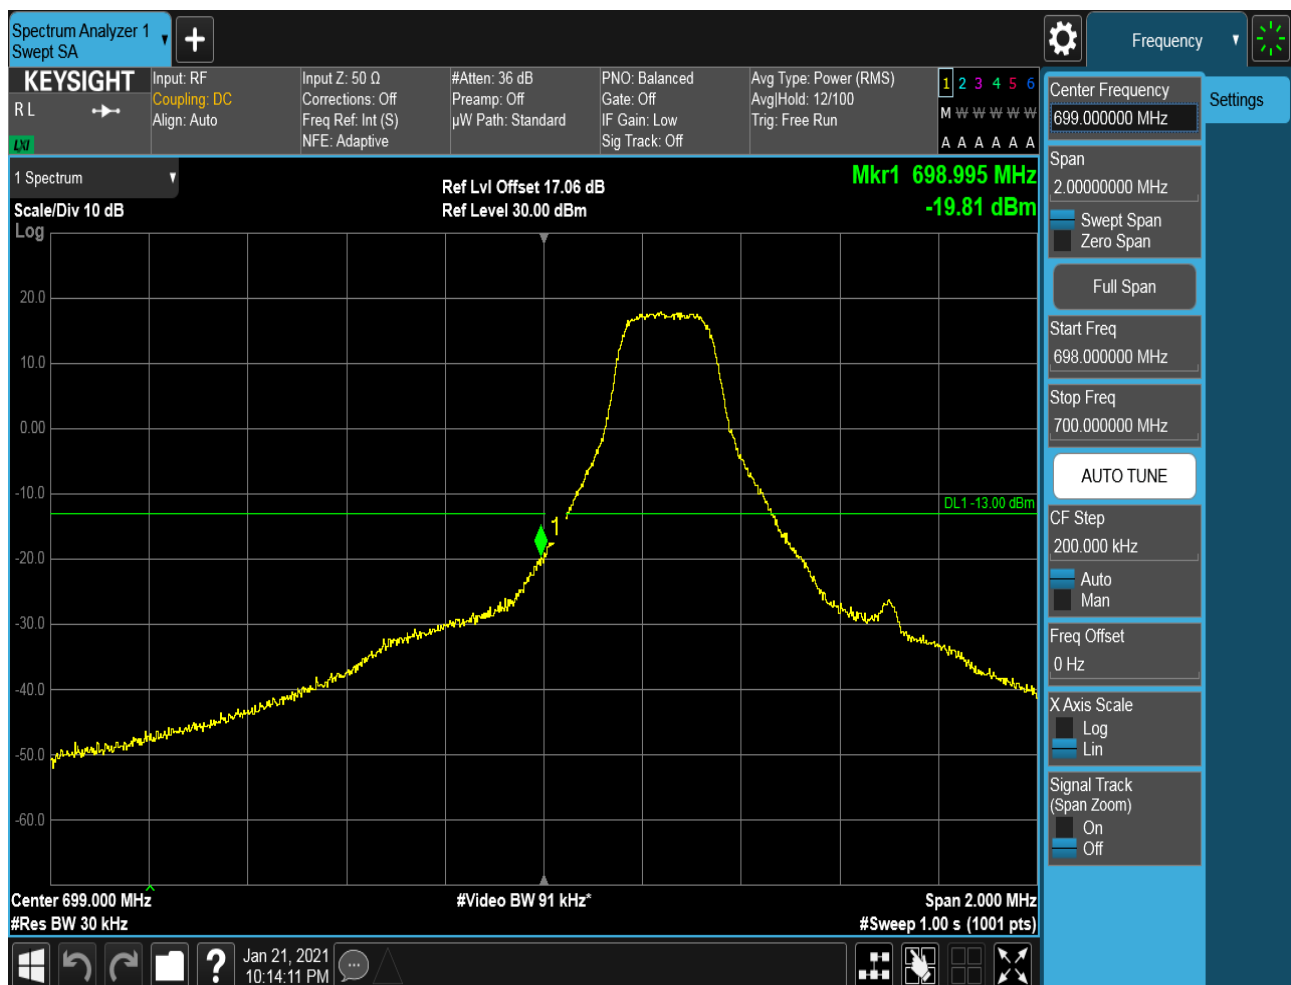 Spectrum Analyzer 1
Swept SA
Frequency
KEYSIGHT
R L
LXI
Input: RF
Coupling: DC
Align: Auto
Input Z: 50 Ω
Corrections: Off
Freq Ref: Int (S)
NFE: Adaptive
#Atten: 36 dB
Preamp: Off
µW Path: Standard
PNO: Balanced
Gate: Off
IF Gain: Low
Sig Track: Off
Avg Type: Power (RMS)
Avg|Hold: 12/100
Trig: Free Run
1 2 3 4 5 6
M W W W W W
A A A A A A
Center Frequency
699.000000 MHz
Settings
Span
2.00000000 MHz
Swept Span
Zero Span
Full Span
Start Freq
698.000000 MHz
Stop Freq
700.000000 MHz
AUTO TUNE
CF Step
200.000 kHz
Auto
Man
Freq Offset
0 Hz
X Axis Scale
Log
Lin
Signal Track
(Span Zoom)
On
Off
1 Spectrum
Scale/Div 10 dB
Log
Ref Lvl Offset 17.06 dB
Ref Level 30.00 dBm
Mkr1 698.995 MHz
-19.81 dBm
20.0
10.0
0.00
-10.0
-20.0
-30.0
-40.0
-50.0
-60.0
DL1 -13.00 dBm
1
Center 699.000 MHz
#Res BW 30 kHz
#Video BW 91 kHz*
Span 2.000 MHz
#Sweep 1.00 s (1001 pts)
?
Jan 21, 2021
10:14:11 PM